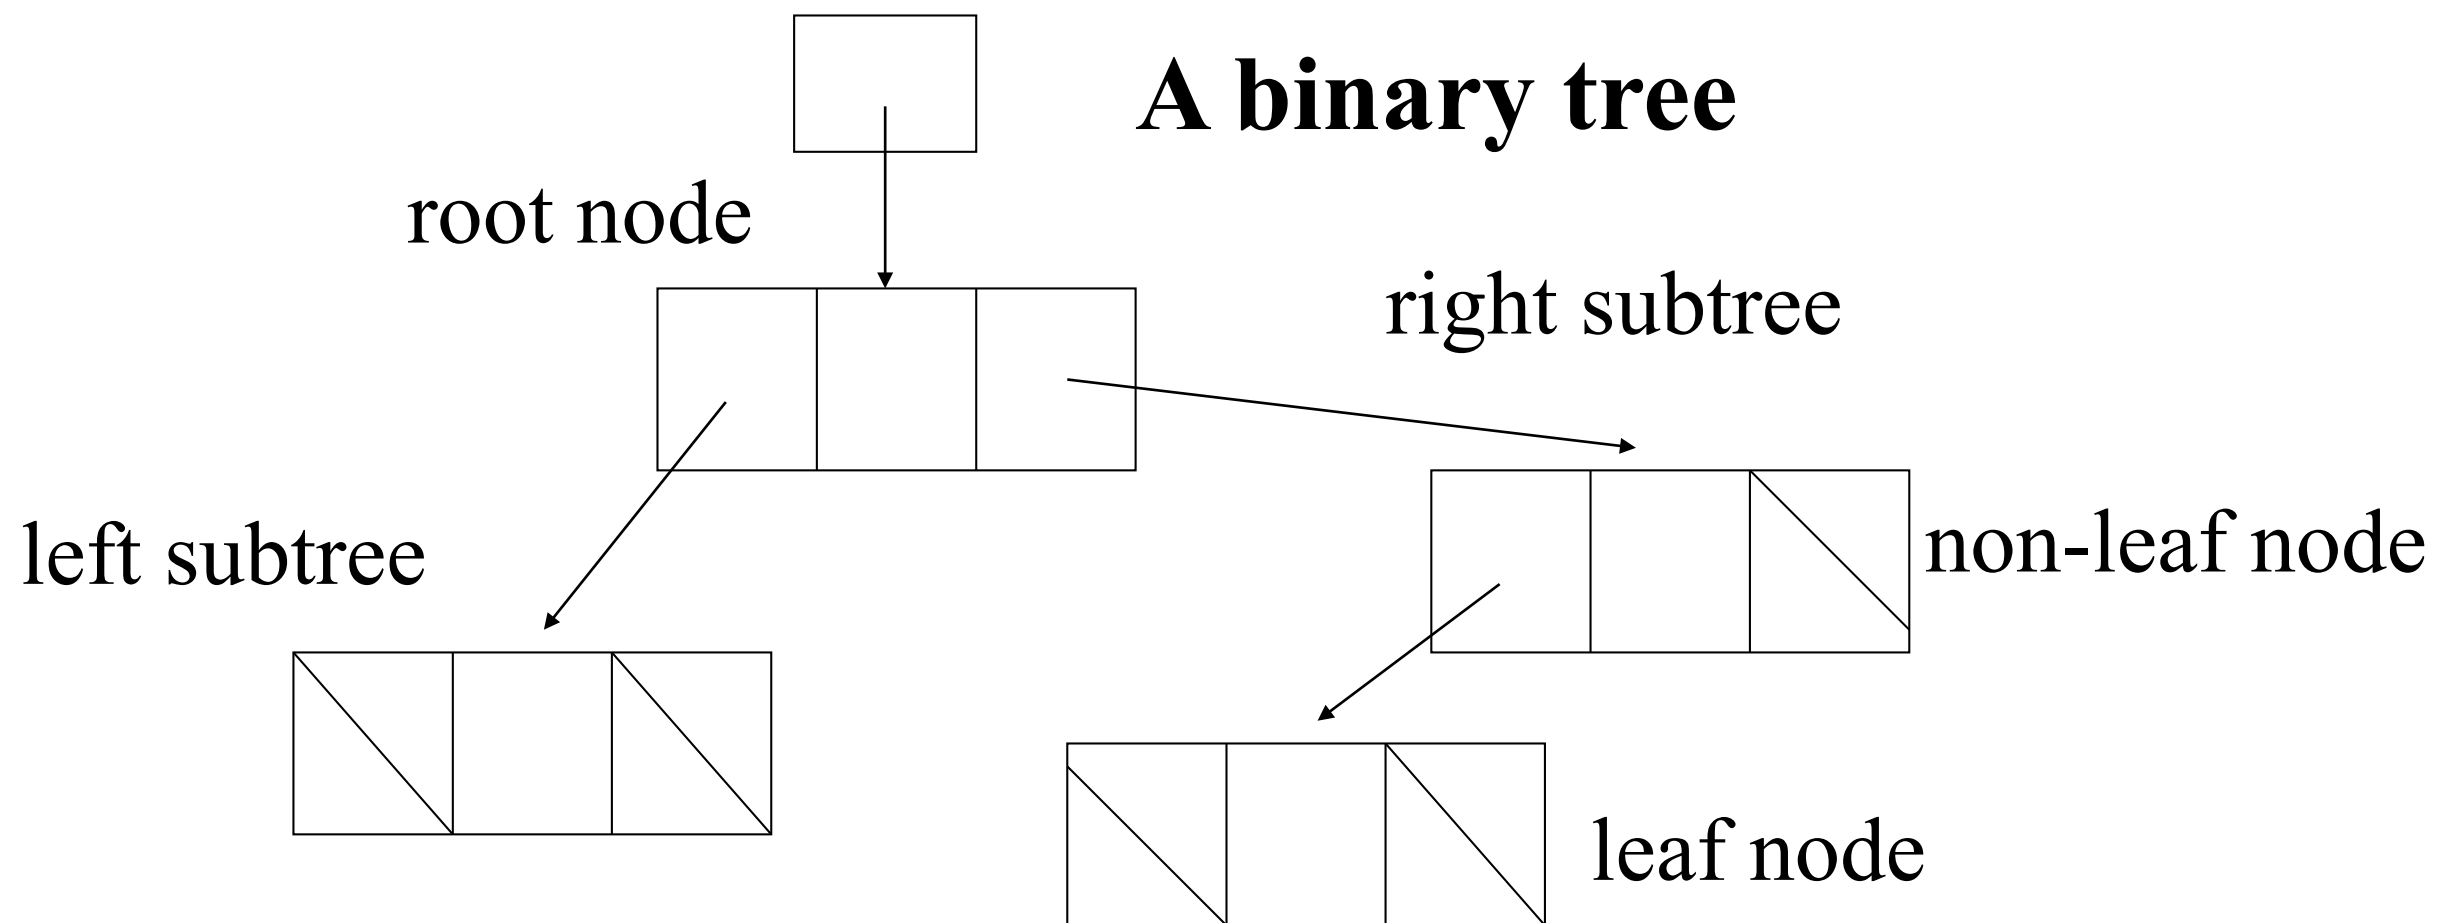 A binary tree
root node
right subtree
left subtree
non-leaf node
leaf node